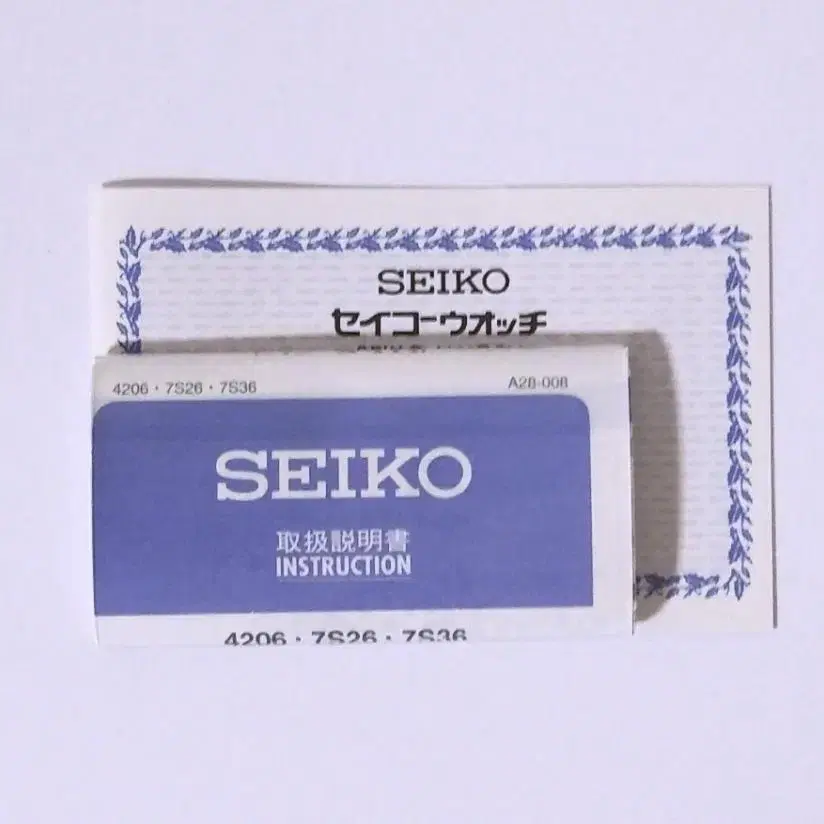 SEIKO
セイコーウオッチ
4206・7S26・7S36 A28-008
SEIKO
取扱説明書
INSTRUCTION
4206・7S26・7S36